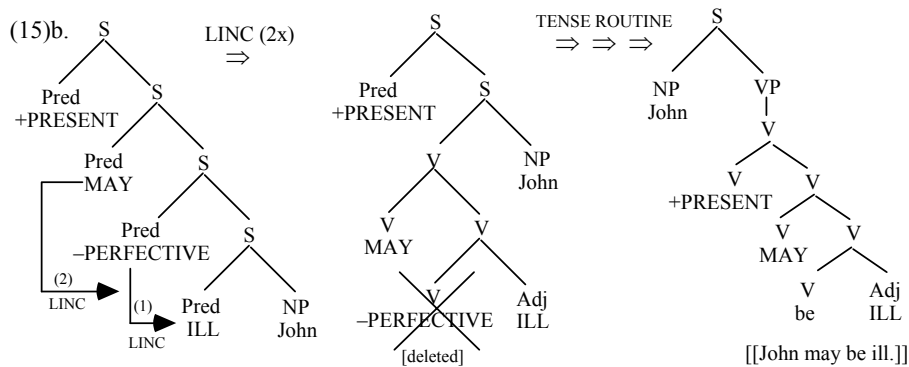 (15)b. S LINC (2x) S TENSE ROUTINE S
⇒ ⇒ ⇒ ⇒
Pred S Pred S NP VP
+PRESENT +PRESENT John
Pred S V NP V
MAY John
V V
+PRESENT
Pred S V V
–PERFECTIVE MAY
V V
MAY
(2) (1) V Adj
LINC Pred NP –PERFECTIVE ILL V Adj
LINC ILL John be ILL
[deleted] [[John may be ill.]]